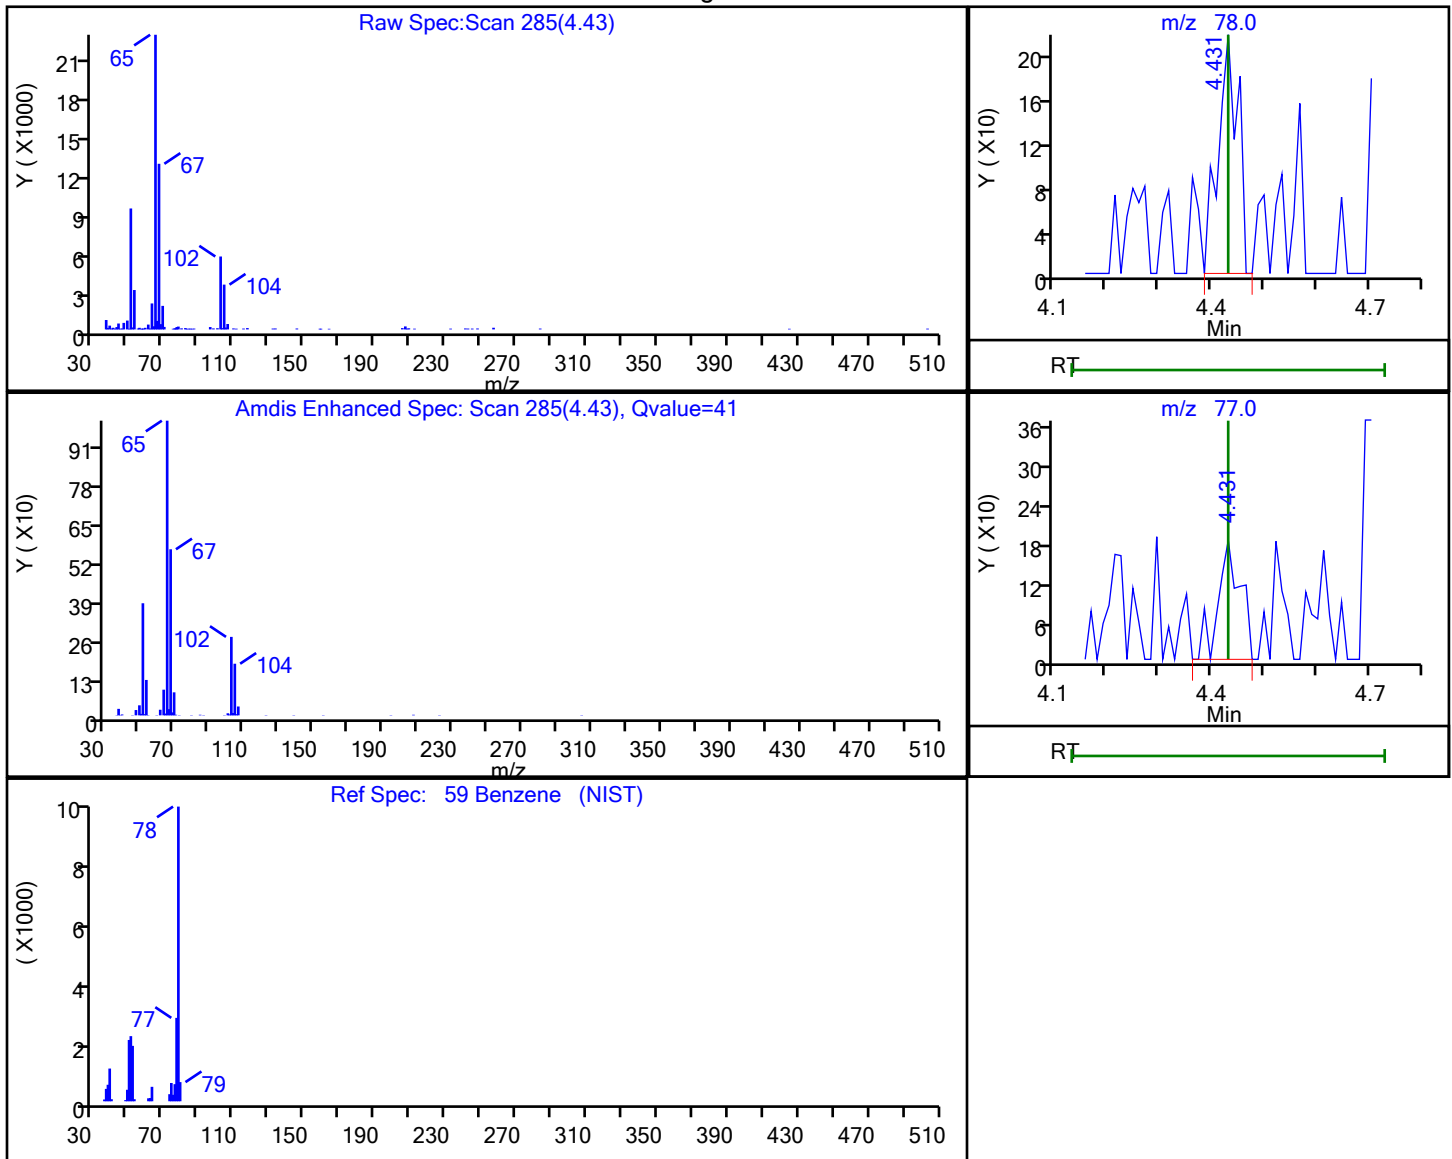 Raw Spec:Scan 285(4.43)
Y ( X1000)
21
18
15
12
9
6
3
0
65
67
102
104
30 70 110 150 190 230 270 310 350 390 430 470 510
m/z
m/z 78.0
Y ( X10)
20
16
12
8
4
0
4.431
4.1 4.4 4.7
Min
RT
Amdis Enhanced Spec: Scan 285(4.43), Qvalue=41
Y ( X10)
91
78
65
52
39
26
13
0
65
67
102
104
30 70 110 150 190 230 270 310 350 390 430 470 510
m/z
m/z 77.0
Y ( X10)
36
30
24
18
12
6
0
4.431
4.1 4.4 4.7
Min
RT
Ref Spec: 59 Benzene (NIST)
( X1000)
10
8
6
4
2
0
78
77
79
30 70 110 150 190 230 270 310 350 390 430 470 510